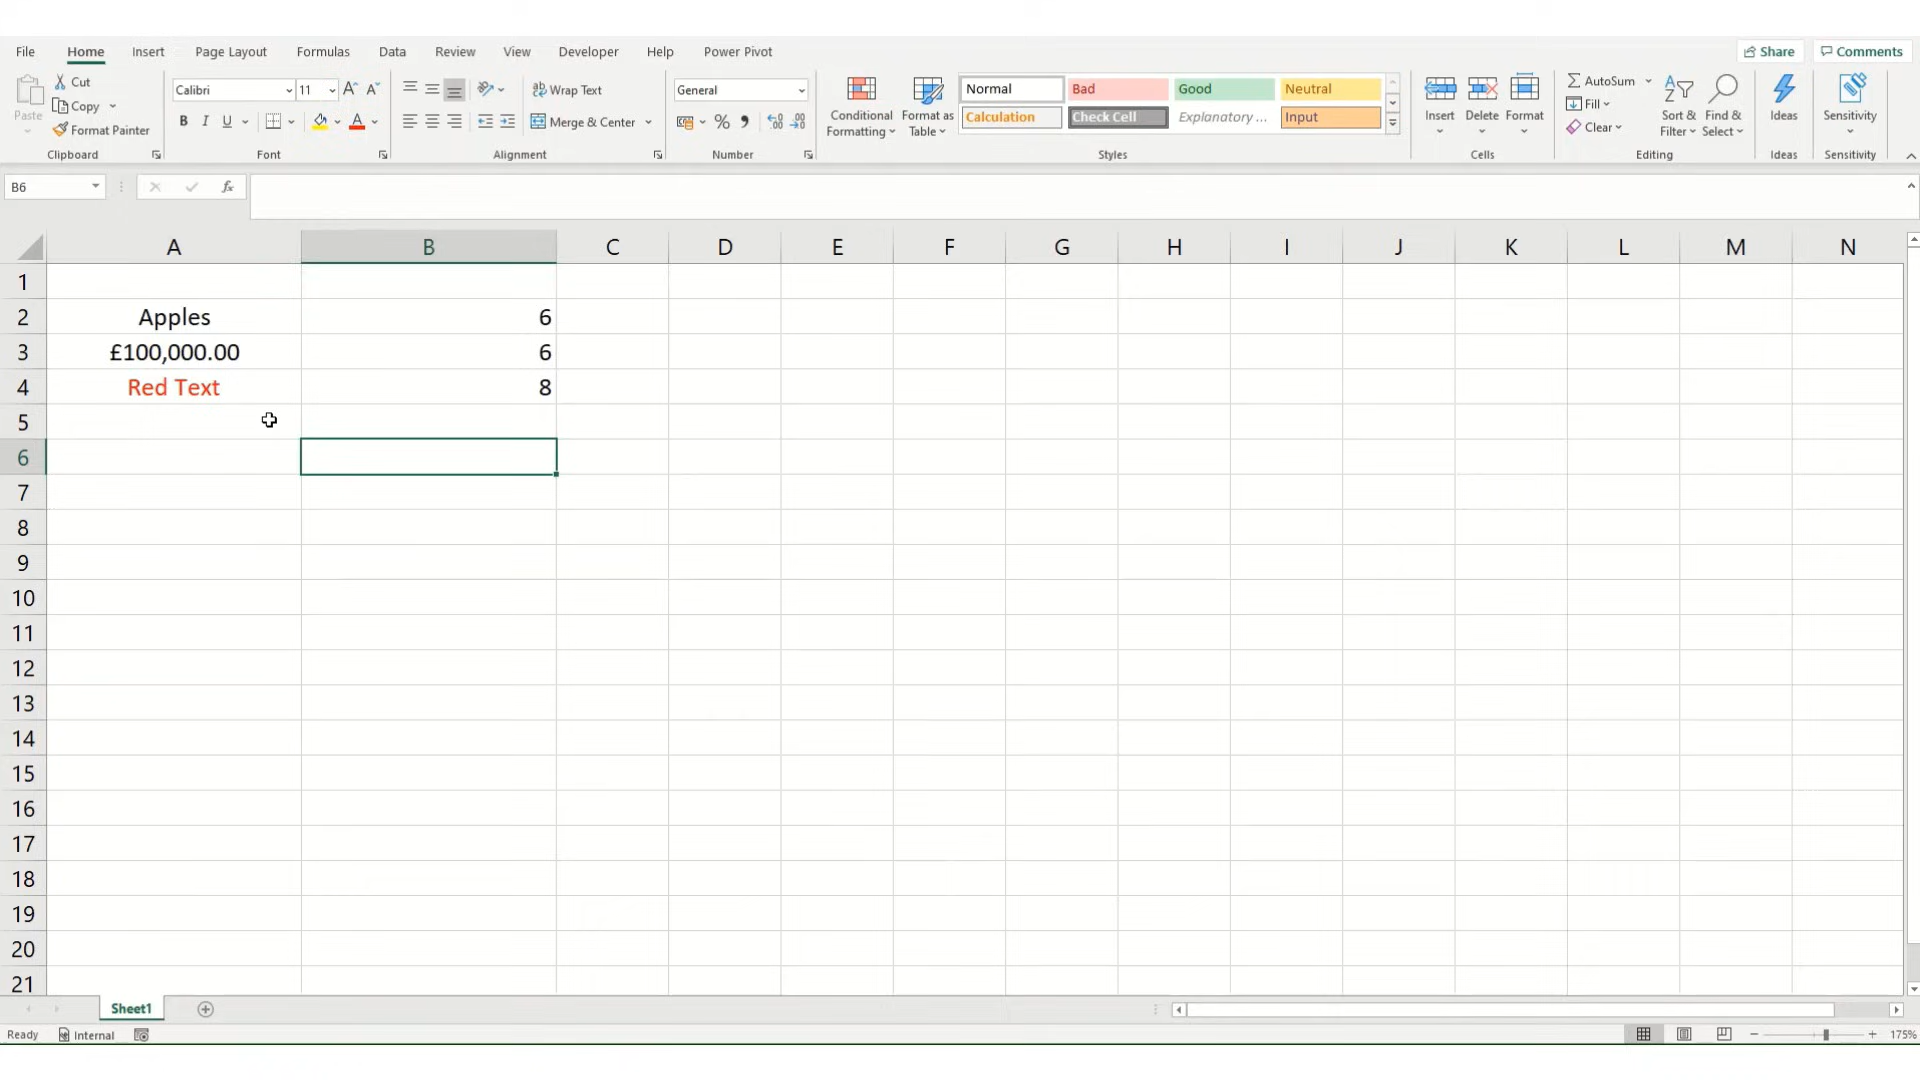 File Home Insert Page Layout Formulas Data Review View Developer Help Power Pivot Share Comments
Paste
Cut
Copy
Format Painter
Clipboard
Calibri 11
B I U
Font
Wrap Text
Merge & Center
Alignment
General
Number
Conditional Formatting
Format as Table
Normal Bad Good Neutral
Calculation Check Cell Explanatory ... Input
Styles
Insert Delete Format
Cells
AutoSum
Fill
Clear
Sort & Filter
Find & Select
Editing
Ideas
Ideas
Sensitivity
Sensitivity
B6 fx
A B C D E F G H I J K L M N
1
2 Apples 6
3 £100,000.00 6
4 Red Text 8
5
6
7
8
9
10
11
12
13
14
15
16
17
18
19
20
21
Sheet1
Ready Internal 175%